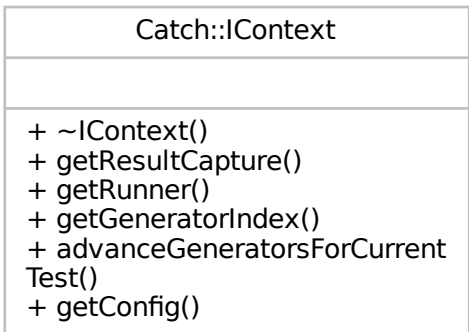 Catch::IContext
+ ~IContext()
+ getResultCapture()
+ getRunner()
+ getGeneratorIndex()
+ advanceGeneratorsForCurrent
Test()
+ getConfig()